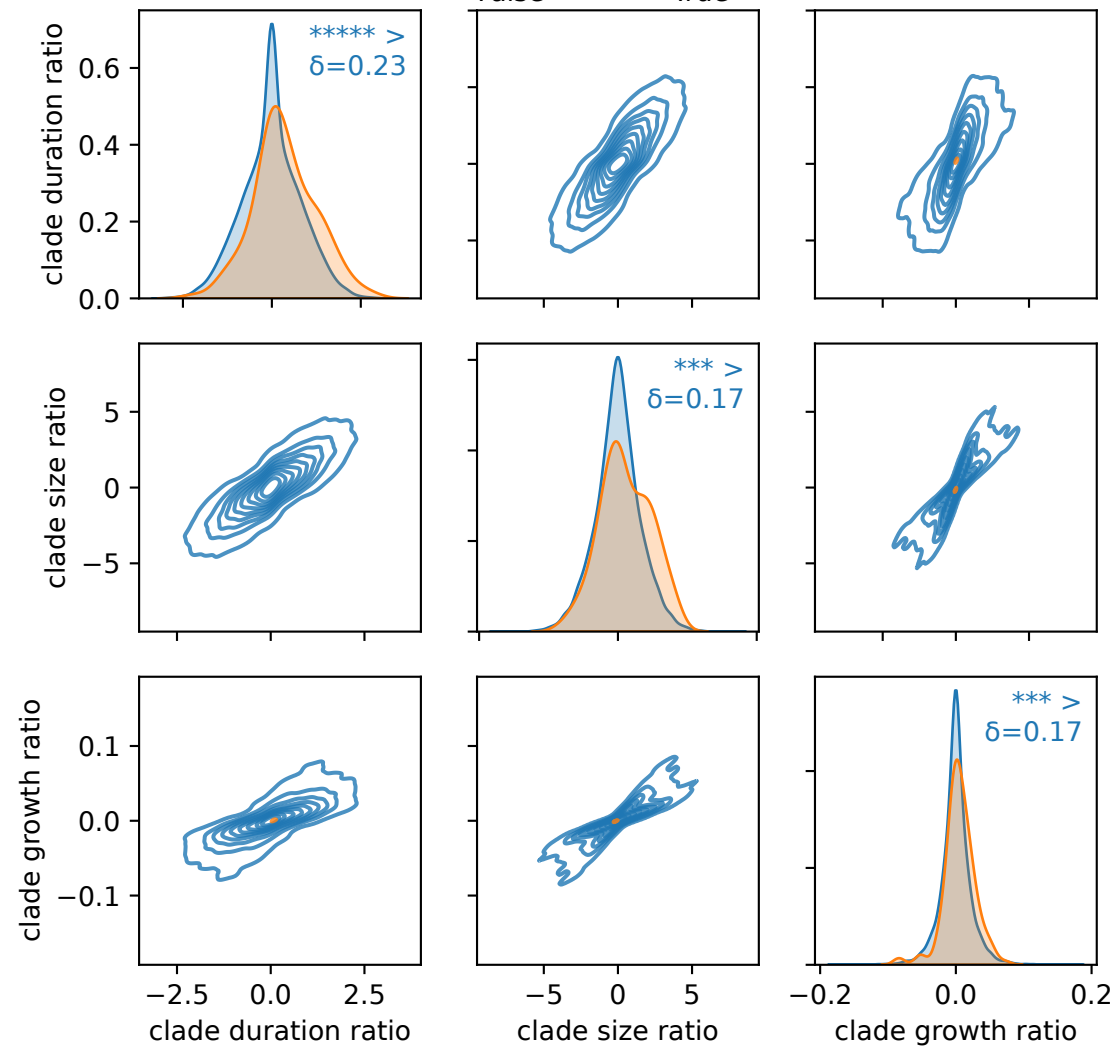 clade duration ratio
0.6
0.4
0.2
0.0
***** >
δ=0.23
clade size ratio
5
0
−5
*** >
δ=0.17
clade growth ratio
0.1
0.0
−0.1
*** >
δ=0.17
−2.5 0.0 2.5
−5 0 5
−0.2 0.0 0.2
clade duration ratio
clade size ratio
clade growth ratio